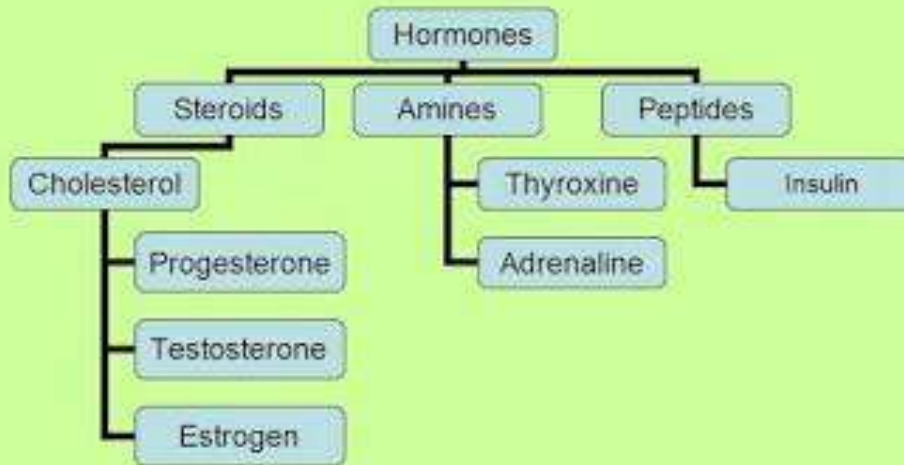 Hormones
Steroids
Amines
Peptides
Cholesterol
Thyroxine
Insulin
Progesterone
Adrenaline
Testosterone
Estrogen